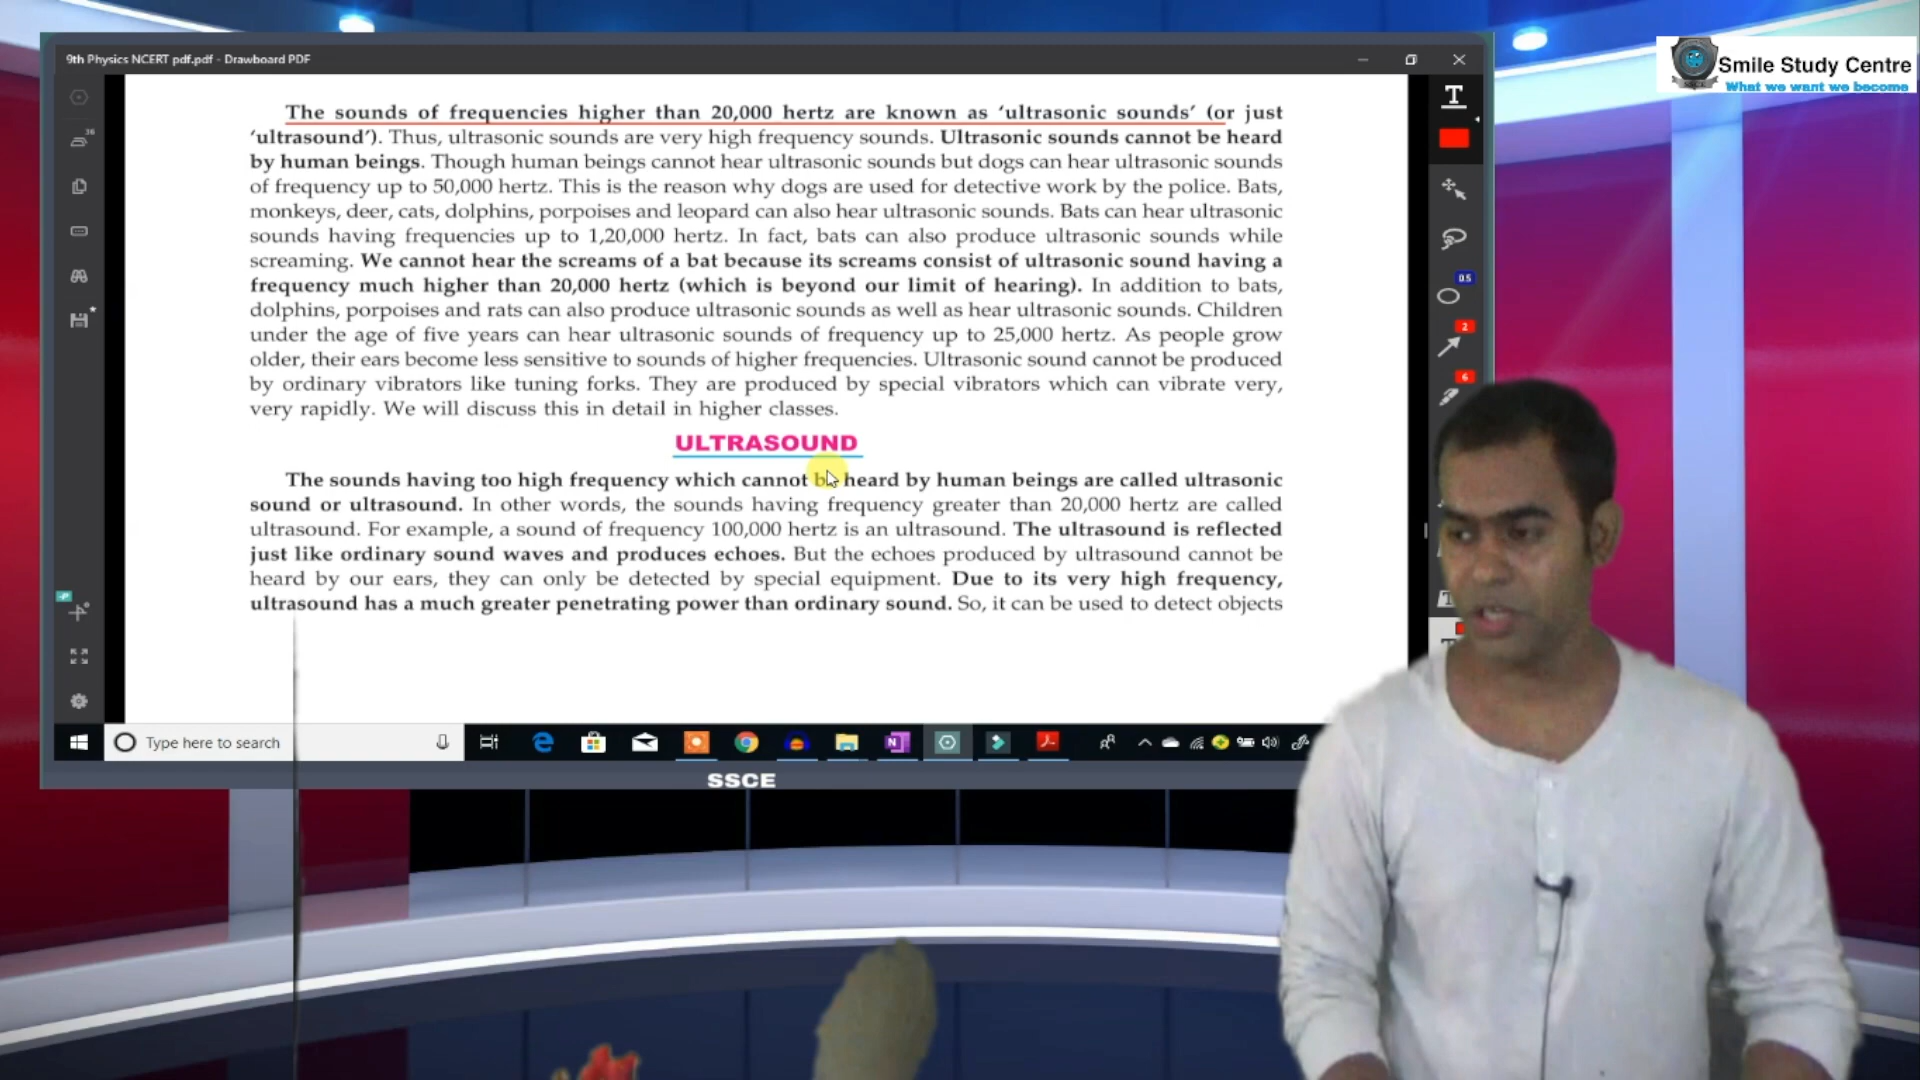 9th Physics NCERT pdf.pdf - Drawboard PDF
Smile Study Centre
What we want we become
The sounds of frequencies higher than 20,000 hertz are known as ‘ultrasonic sounds’ (or just
‘ultrasound’). Thus, ultrasonic sounds are very high frequency sounds. Ultrasonic sounds cannot be heard
by human beings. Though human beings cannot hear ultrasonic sounds but dogs can hear ultrasonic sounds
of frequency up to 50,000 hertz. This is the reason why dogs are used for detective work by the police. Bats,
monkeys, deer, cats, dolphins, porpoises and leopard can also hear ultrasonic sounds. Bats can hear ultrasonic
sounds having frequencies up to 1,20,000 hertz. In fact, bats can also produce ultrasonic sounds while
screaming. We cannot hear the screams of a bat because its screams consist of ultrasonic sound having a
frequency much higher than 20,000 hertz (which is beyond our limit of hearing). In addition to bats,
dolphins, porpoises and rats can also produce ultrasonic sounds as well as hear ultrasonic sounds. Children
under the age of five years can hear ultrasonic sounds of frequency up to 25,000 hertz. As people grow
older, their ears become less sensitive to sounds of higher frequencies. Ultrasonic sound cannot be produced
by ordinary vibrators like tuning forks. They are produced by special vibrators which can vibrate very,
very rapidly. We will discuss this in detail in higher classes.
ULTRASOUND
The sounds having too high frequency which cannot be heard by human beings are called ultrasonic
sound or ultrasound. In other words, the sounds having frequency greater than 20,000 hertz are called
ultrasound. For example, a sound of frequency 100,000 hertz is an ultrasound. The ultrasound is reflected
just like ordinary sound waves and produces echoes. But the echoes produced by ultrasound cannot be
heard by our ears, they can only be detected by special equipment. Due to its very high frequency,
ultrasound has a much greater penetrating power than ordinary sound. So, it can be used to detect objects
36
T
0.5
2
6
Type here to search
SSCE